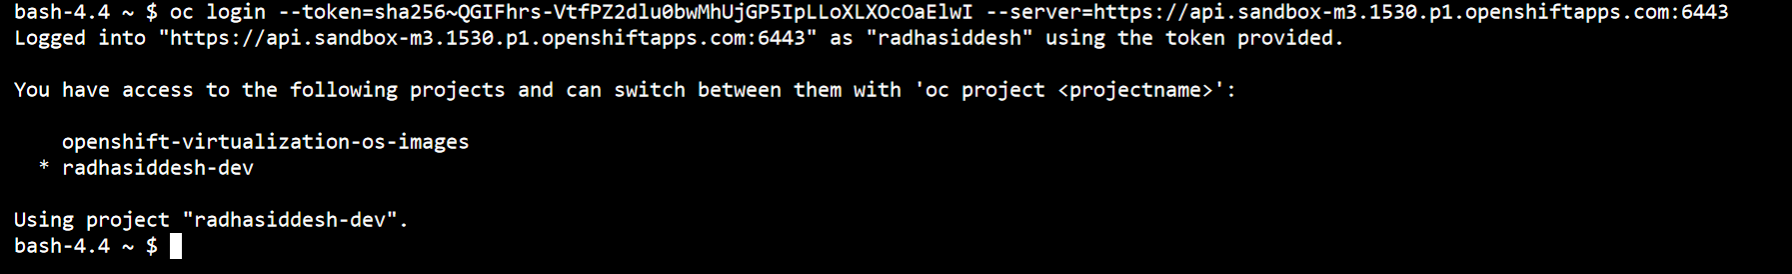 bash-4.4 ~ $ oc login --token=sha256~QGIFhrs-VtfPZ2dlu0bwMhUjGP5IpLLoXLXOcOaElwI --server=https://api.sandbox-m3.1530.p1.openshiftapps.com:6443
Logged into "https://api.sandbox-m3.1530.p1.openshiftapps.com:6443" as "radhasiddesh" using the token provided.
You have access to the following projects and can switch between them with 'oc project <projectname>':
openshift-virtualization-os-images
* radhasiddesh-dev
Using project "radhasiddesh-dev".
bash-4.4 ~ $